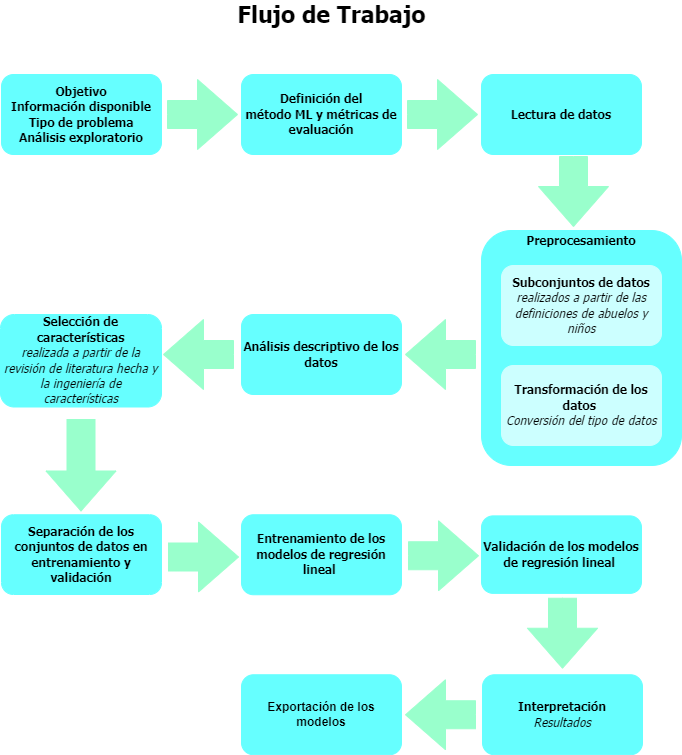 Flujo de Trabajo
Objetivo
Información disponible
Tipo de problema
Análisis exploratorio
Definición del
método ML y métricas de
evaluación
Lectura de datos
Preprocesamiento
Subconjuntos de datos
realizados a partir de las
definiciones de abuelos y
niños
Transformación de los
datos
Conversión del tipo de datos
Análisis descriptivo de los
datos
Selección de
características
realizada a partir de la
revisión de literatura hecha y
la ingeniería de
características
Separación de los
conjuntos de datos en
entrenamiento y
validación
Entrenamiento de los
modelos de regresión
lineal
Validación de los modelos
de regresión lineal
Interpretación
Resultados
Exportación de los
modelos